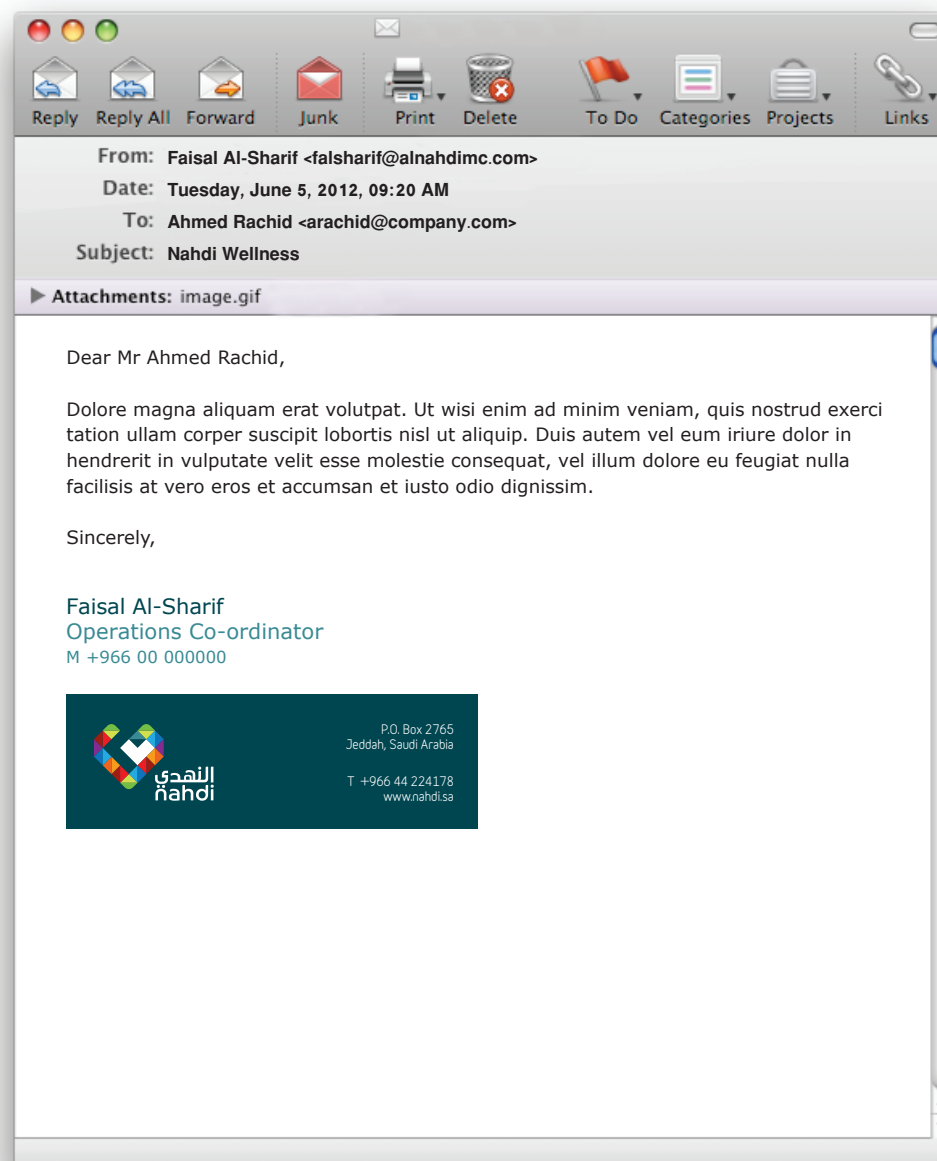 Reply Reply All Forward Junk Print Delete To Do Categories Projects Links
From: Faisal Al-Sharif <falsharif@alnahdimc.com>
Date: Tuesday, June 5, 2012, 09:20 AM
To: Ahmed Rachid <arachid@company.com>
Subject: Nahdi Wellness
Attachments: image.gif
Dear Mr Ahmed Rachid,
Dolore magna aliquam erat volutpat. Ut wisi enim ad minim veniam, quis nostrud exerci
tation ullam corper suscipit lobortis nisl ut aliquip. Duis autem vel eum iriure dolor in
hendrerit in vulputate velit esse molestie consequat, vel illum dolore eu feugiat nulla
facilisis at vero eros et accumsan et iusto odio dignissim.
Sincerely,
Faisal Al-Sharif
Operations Co-ordinator
M +966 00 000000
النهدي
nahdi
P.O. Box 2765
Jeddah, Saudi Arabia
T +966 44 224178
www.nahdi.sa